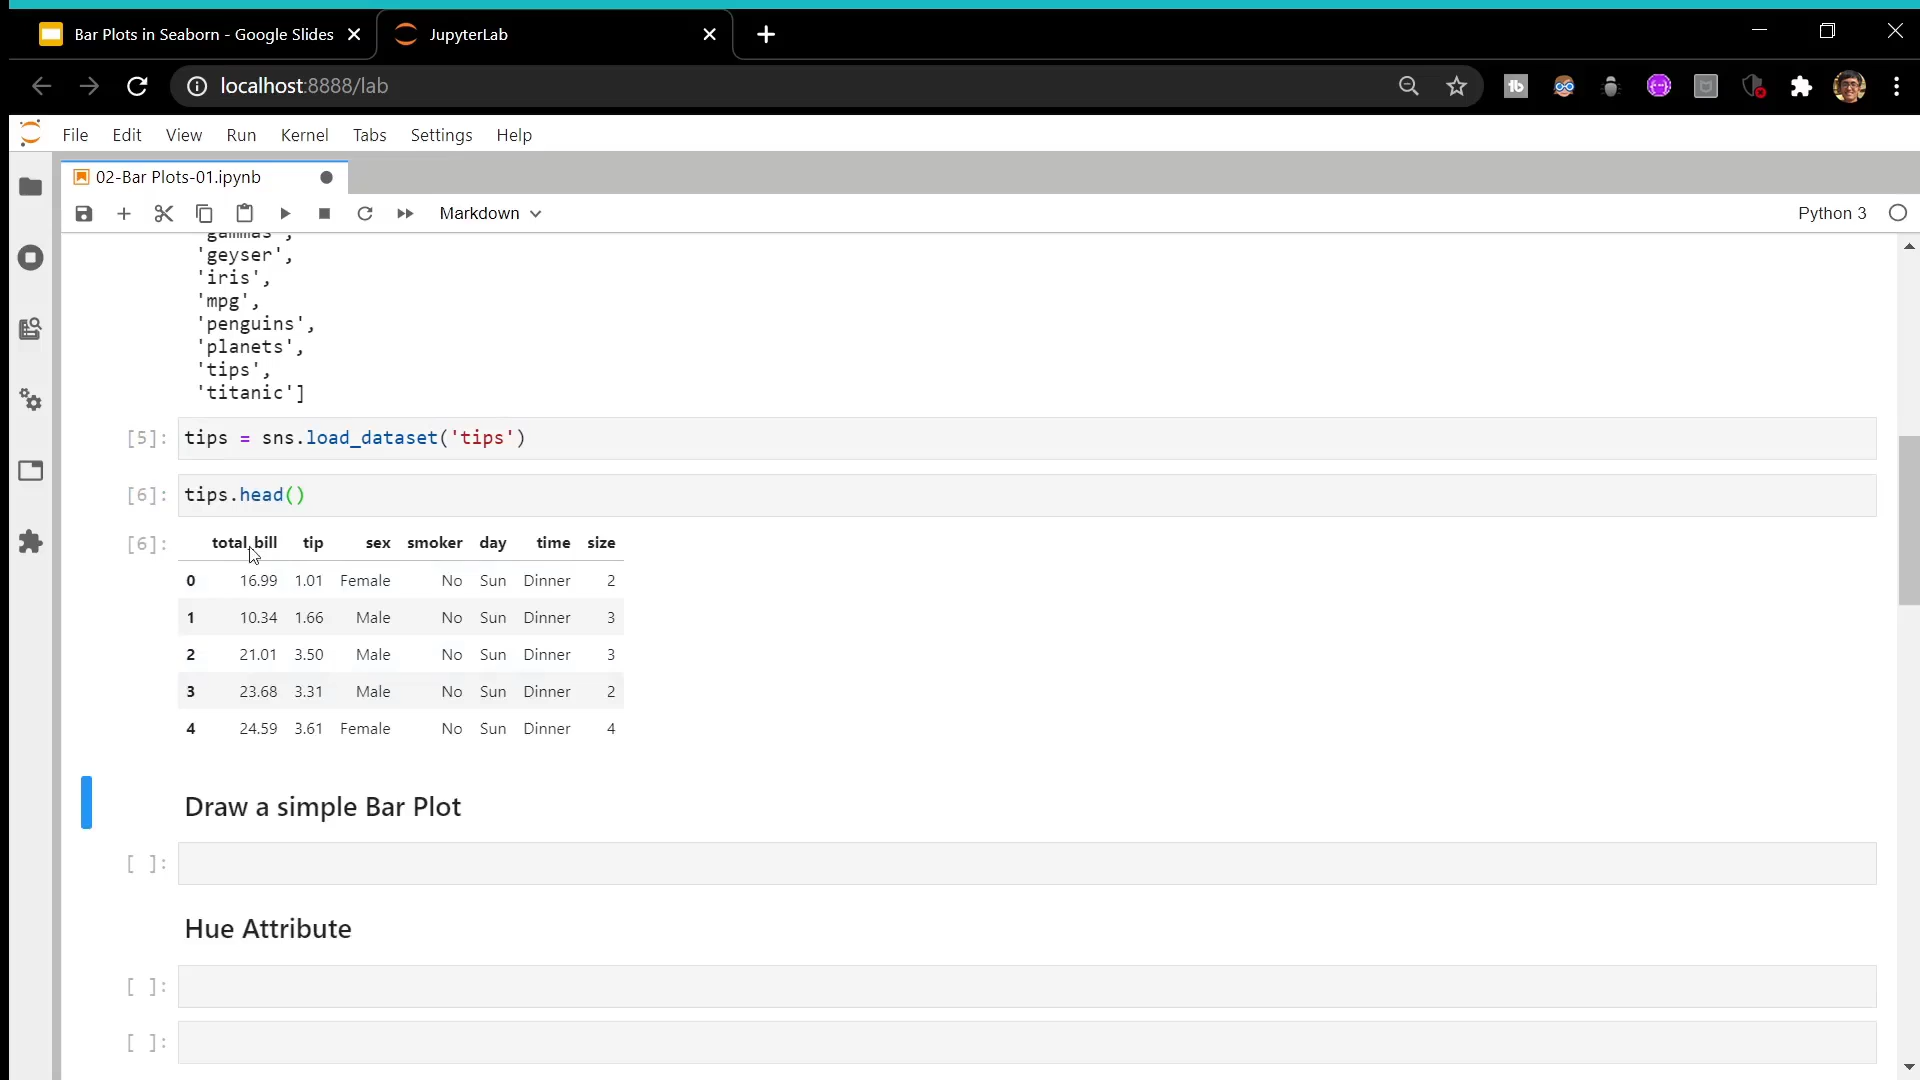 Bar Plots in Seaborn - Google Slides
JupyterLab
localhost:8888/lab
tb
File Edit View Run Kernel Tabs Settings Help
02-Bar Plots-01.ipynb
Markdown
Python 3
'gammas',
'geyser',
'iris',
'mpg',
'penguins',
'planets',
'tips',
'titanic']
[5]: tips = sns.load_dataset('tips')
[6]: tips.head()
[6]: total_bill tip sex smoker day time size
0 16.99 1.01 Female No Sun Dinner 2
1 10.34 1.66 Male No Sun Dinner 3
2 21.01 3.50 Male No Sun Dinner 3
3 23.68 3.31 Male No Sun Dinner 2
4 24.59 3.61 Female No Sun Dinner 4
Draw a simple Bar Plot
[ ]:
Hue Attribute
[ ]:
[ ]: